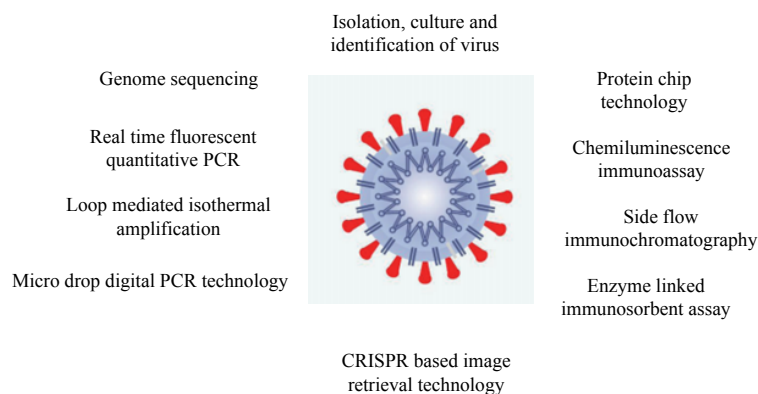 Isolation, culture and
identification of virus
Genome sequencing
Real time fluorescent
quantitative PCR
Loop mediated isothermal
amplification
Micro drop digital PCR technology
Protein chip
technology
Chemiluminescence
immunoassay
Side flow
immunochromatography
Enzyme linked
immunosorbent assay
CRISPR based image
retrieval technology